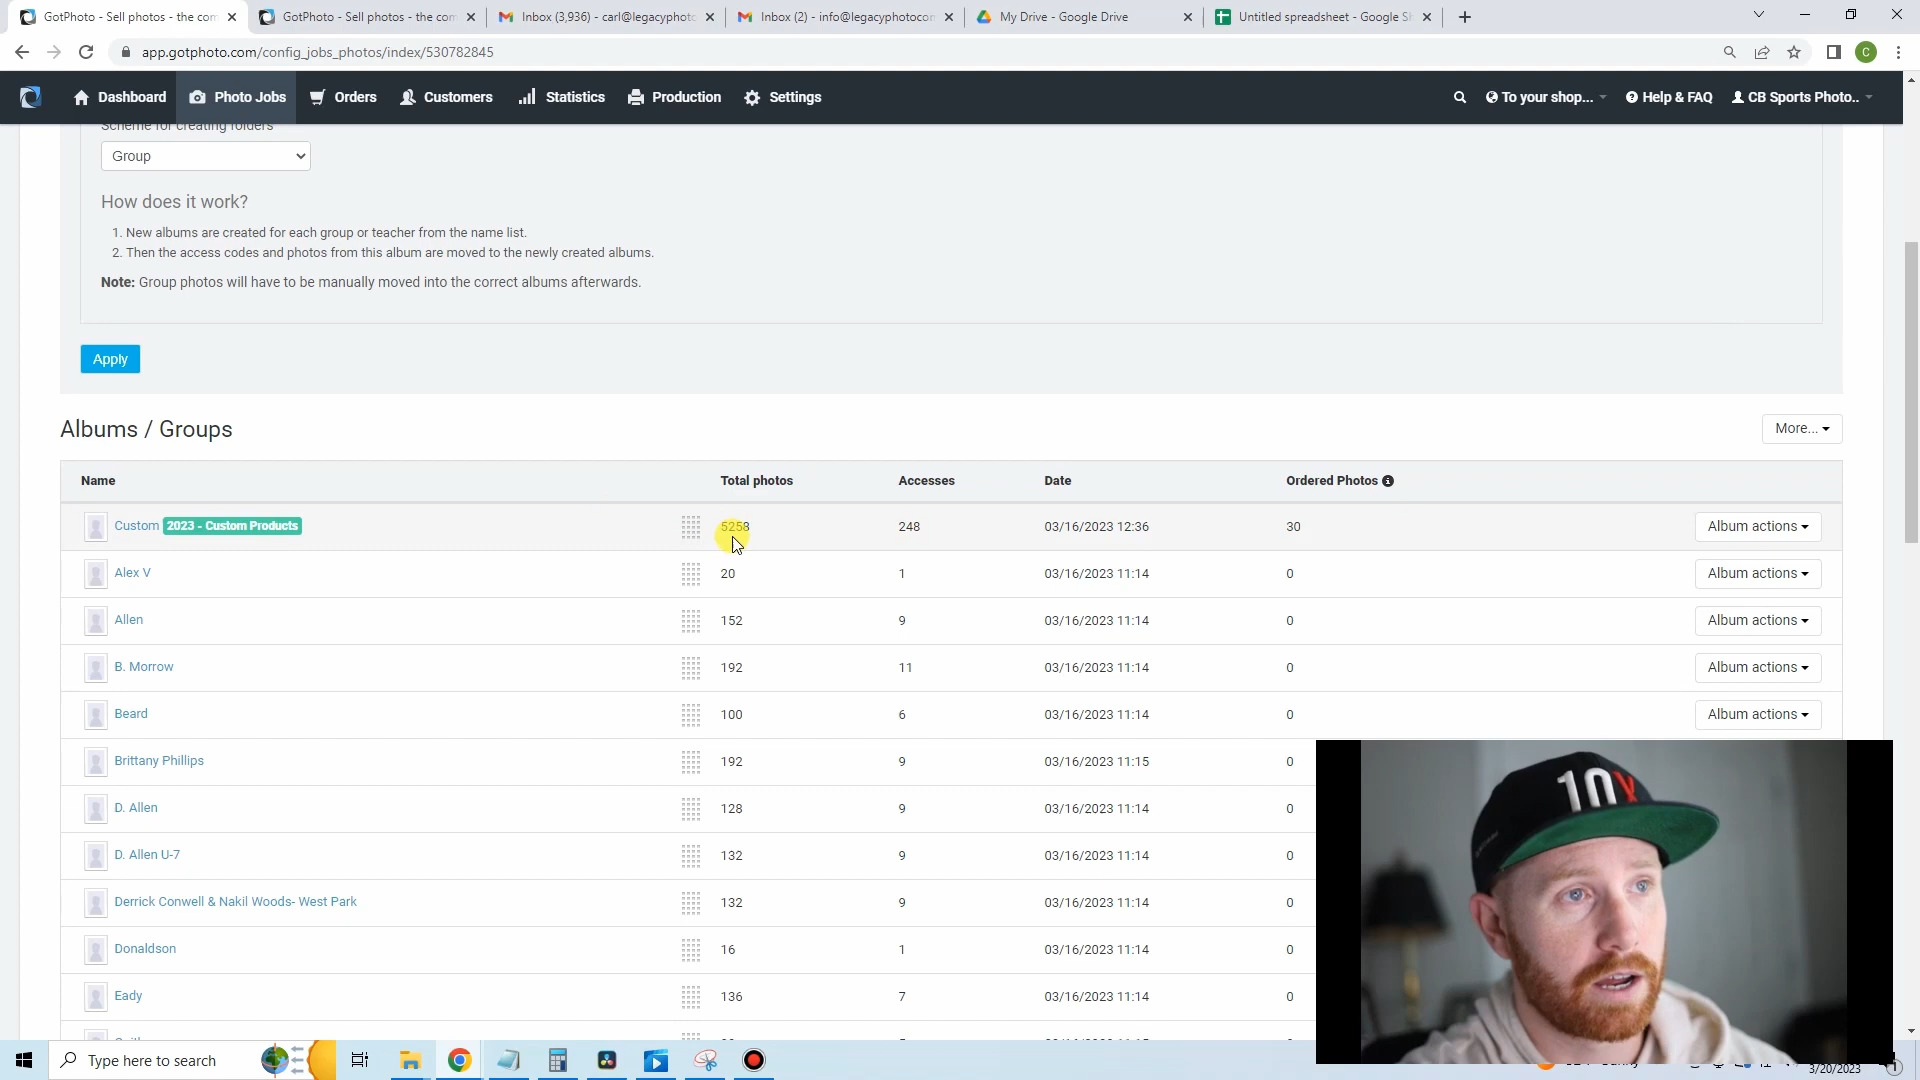 GotPhoto - Sell photos - the com
GotPhoto - Sell photos - the com
Inbox (3,936) - carl@legacyphoto
Inbox (2) - info@legacyphotocon
My Drive - Google Drive
Untitled spreadsheet - Google Sh
app.gotphoto.com/config_jobs_photos/index/530782845
C
Dashboard
Photo Jobs
Orders
Customers
Statistics
Production
Settings
To your shop...
Help & FAQ
CB Sports Photo..
Scheme for creating folders
Group
How does it work?
1. New albums are created for each group or teacher from the name list.
2. Then the access codes and photos from this album are moved to the newly created albums.
Note: Group photos will have to be manually moved into the correct albums afterwards.
Apply
Albums / Groups
More...
Name Total photos Accesses Date Ordered Photos
Custom 2023 - Custom Products 5258 248 03/16/2023 12:36 30 Album actions
Alex V 20 1 03/16/2023 11:14 0 Album actions
Allen 152 9 03/16/2023 11:14 0 Album actions
B. Morrow 192 11 03/16/2023 11:14 0 Album actions
Beard 100 6 03/16/2023 11:14 0 Album actions
Brittany Phillips 192 9 03/16/2023 11:15 0
D. Allen 128 9 03/16/2023 11:14 0
D. Allen U-7 132 9 03/16/2023 11:14 0
Derrick Conwell & Nakil Woods- West Park 132 9 03/16/2023 11:14 0
Donaldson 16 1 03/16/2023 11:14 0
Eady 136 7 03/16/2023 11:14 0
10X
Type here to search
3/20/2023